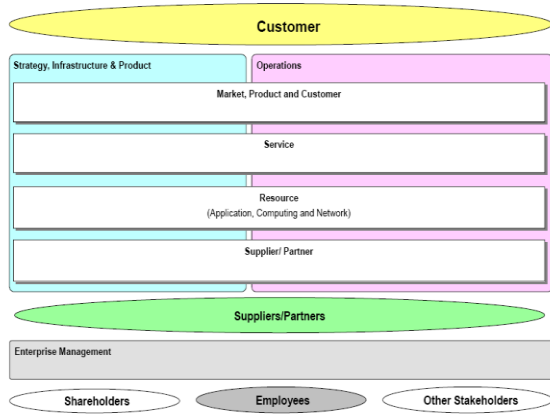 Customer
Strategy, Infrastructure & Product
Operations
Market, Product and Customer
Service
Resource
(Application, Computing and Network)
Supplier/ Partner
Suppliers/Partners
Enterprise Management
Shareholders
Employees
Other Stakeholders